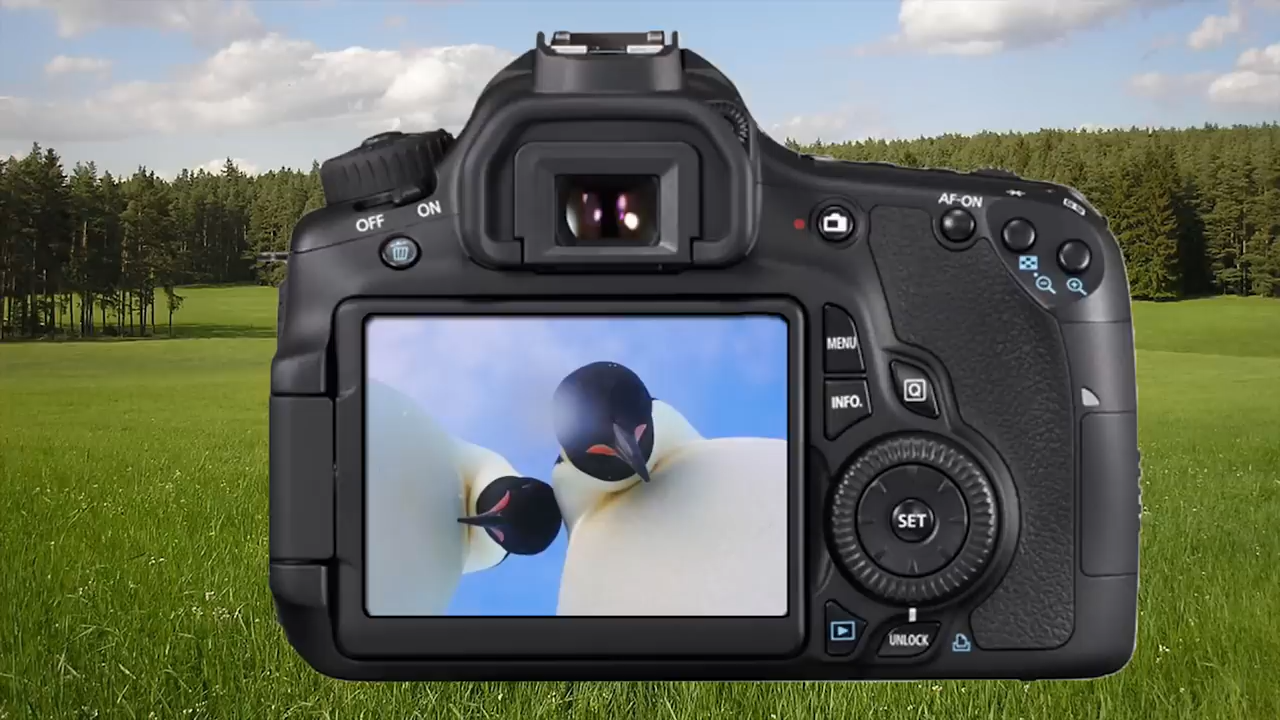 OFF ON
AF-ON
MENU
INFO.
Q
SET
UNLOCK